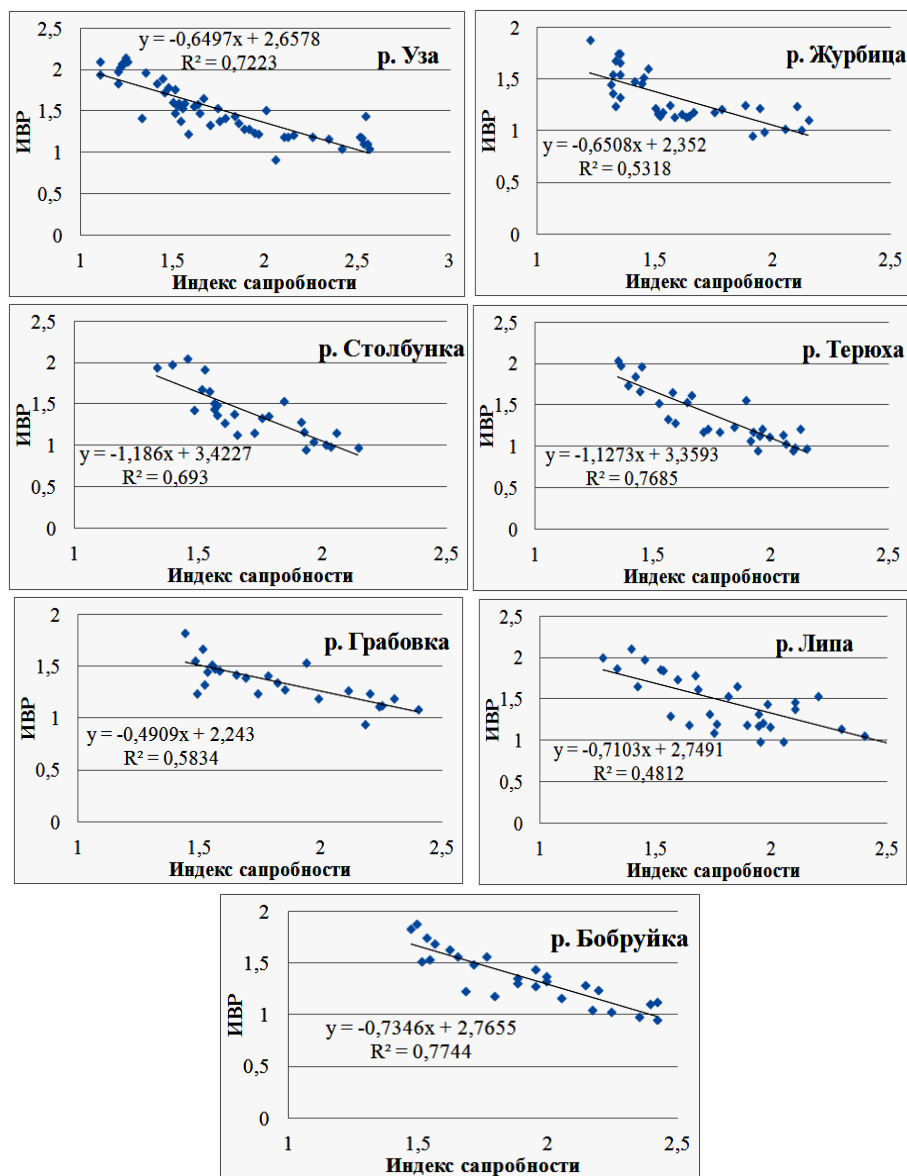 2,5
y = -0,6497x + 2,6578
R² = 0,7223
р. Уза
2
1,5
ИВР
1
0,5
0
1 1,5 2 2,5 3
Индекс сапробности
2
р. Журбица
1,5
ИВР
1
y = -0,6508x + 2,352
R² = 0,5318
0,5
0
1 1,5 2 2,5
Индекс сапробности
2,5
р. Столбунка
2
1,5
ИВР
1
y = -1,186x + 3,4227
R² = 0,693
0,5
0
1 1,5 2 2,5
Индекс сапробности
2,5
р. Терюха
2
1,5
ИВР
1
y = -1,1273x + 3,3593
R² = 0,7685
0,5
0
1 1,5 2 2,5
Индекс сапробности
2
р. Грабовка
1,5
ИВР
1
y = -0,4909x + 2,243
R² = 0,5834
0,5
0
1 1,5 2 2,5
Индекс сапробности
2,5
р. Липа
2
1,5
ИВР
1
y = -0,7103x + 2,7491
R² = 0,4812
0,5
0
1 1,5 2 2,5
Индекс сапробности
2
р. Бобруйка
1,5
ИВР
1
y = -0,7346x + 2,7655
R² = 0,7744
0,5
0
1 1,5 2 2,5
Индекс сапробности